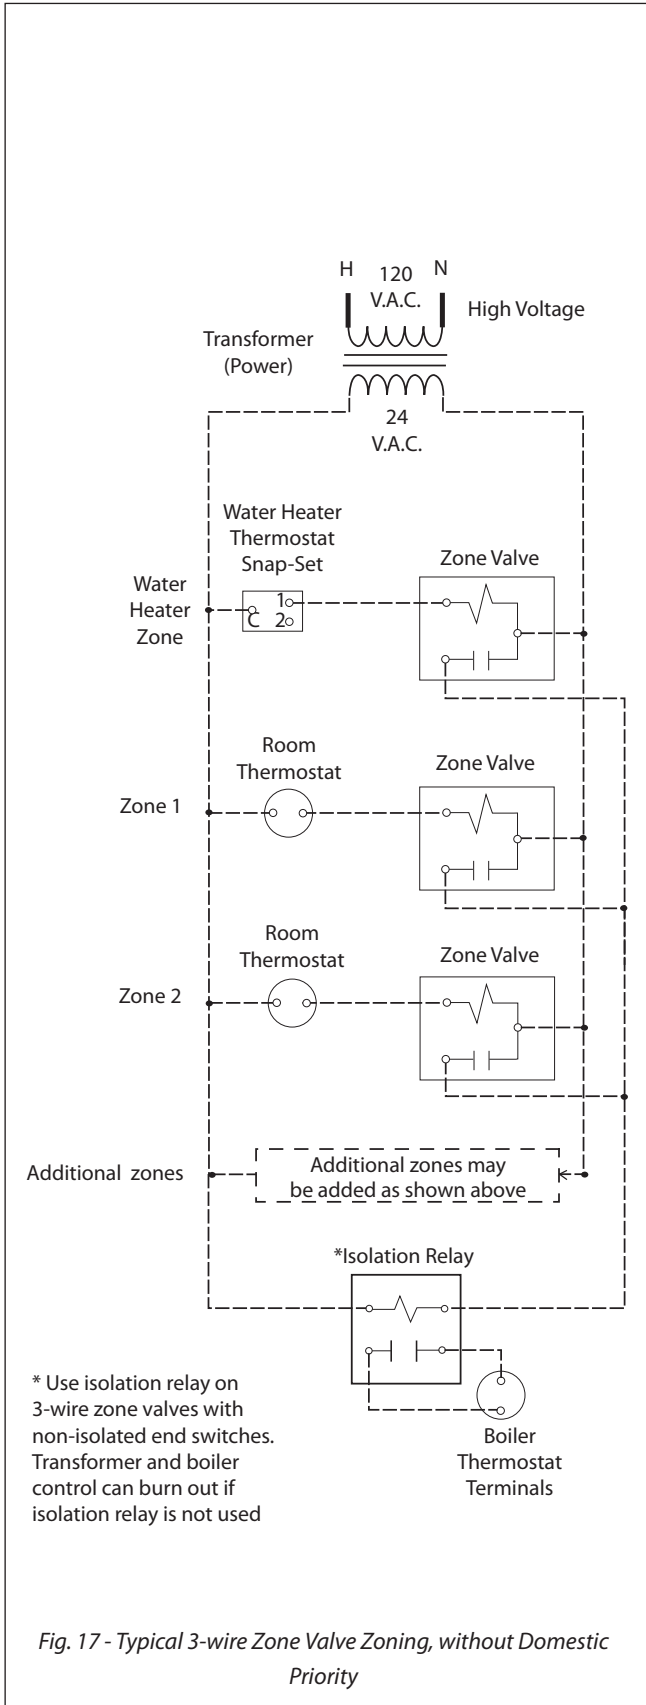 H 120 N
V.A.C.
High Voltage
Transformer
(Power)
24
V.A.C.
Water Heater
Thermostat
Snap-Set
Zone Valve
Water
Heater
Zone
1
C 2
Room
Thermostat
Zone Valve
Zone 1
Room
Thermostat
Zone Valve
Zone 2
Additional zones
Additional zones may
be added as shown above
*Isolation Relay
* Use isolation relay on
3-wire zone valves with
non-isolated end switches.
Transformer and boiler
control can burn out if
isolation relay is not used
Boiler
Thermostat
Terminals
Fig. 17 - Typical 3-wire Zone Valve Zoning, without Domestic
Priority